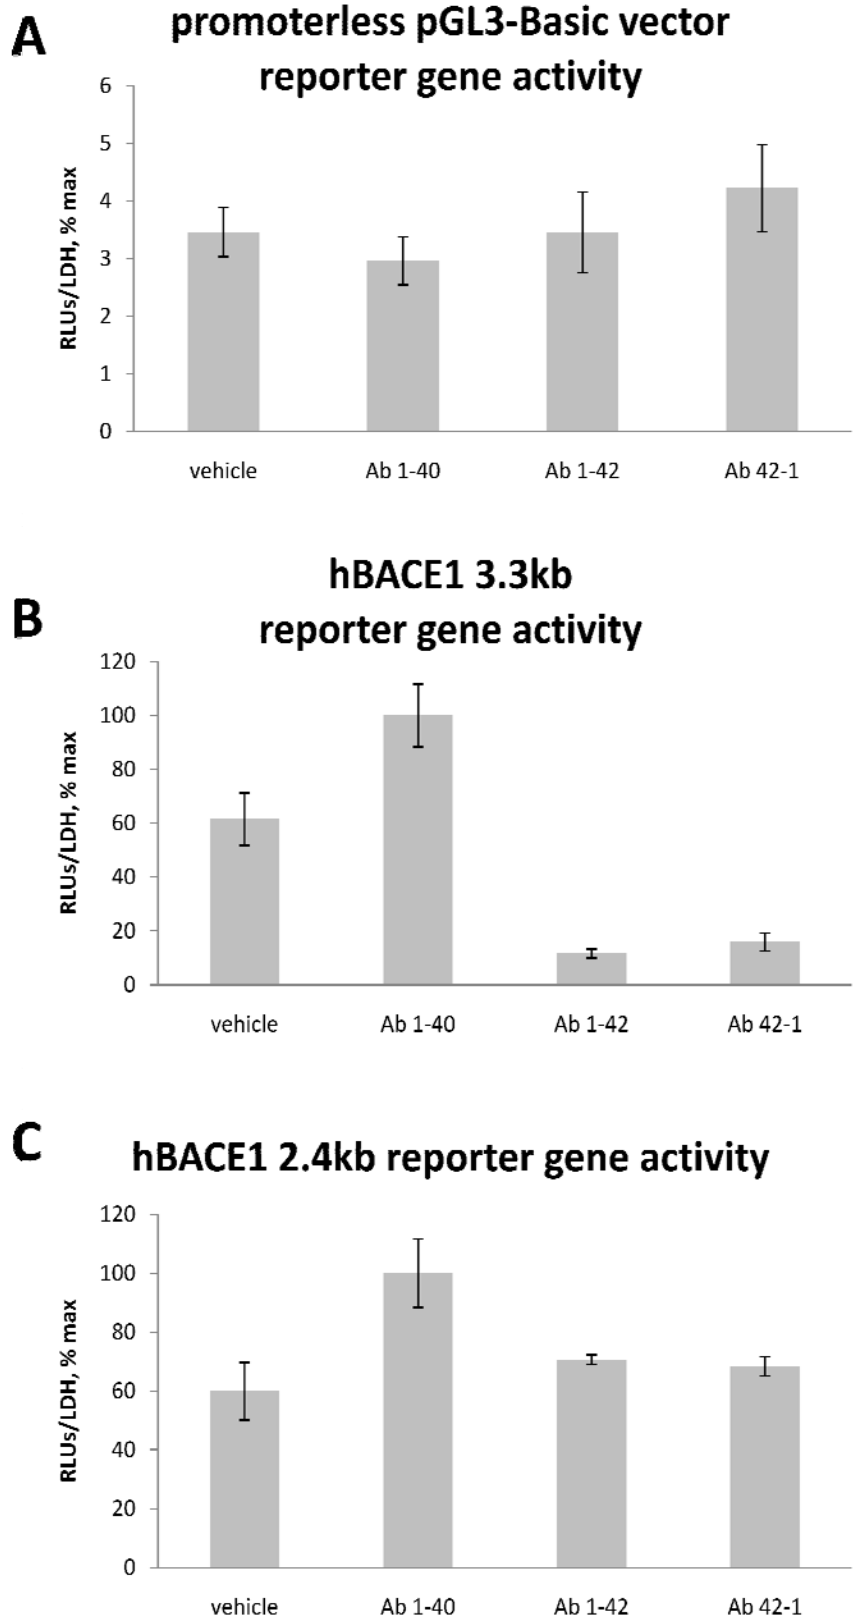 A
promoterless pGL3-Basic vector
reporter gene activity
RLUs/LDH, % max
6
5
4
3
2
1
0
vehicle Ab 1-40 Ab 1-42 Ab 42-1
B
hBACE1 3.3kb
reporter gene activity
RLUs/LDH, % max
120
100
80
60
40
20
0
vehicle Ab 1-40 Ab 1-42 Ab 42-1
C
hBACE1 2.4kb reporter gene activity
RLUs/LDH, % max
120
100
80
60
40
20
0
vehicle Ab 1-40 Ab 1-42 Ab 42-1